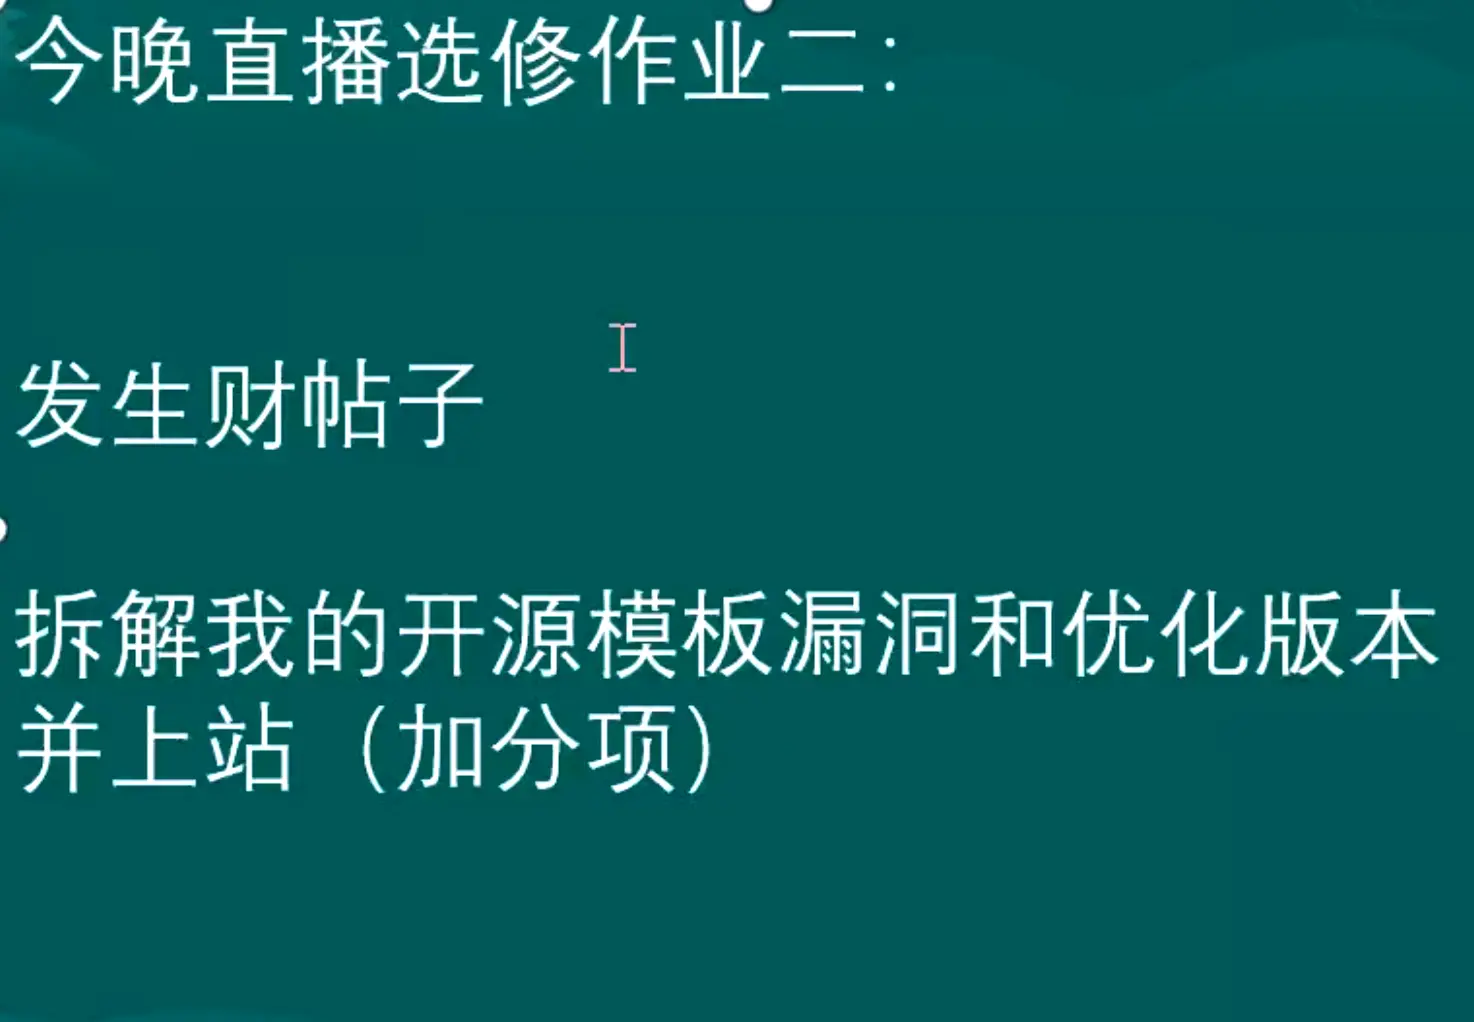 今晚直播选修作业二：
发生财帖子
拆解我的开源模板漏洞和优化版本
并上站（加分项）